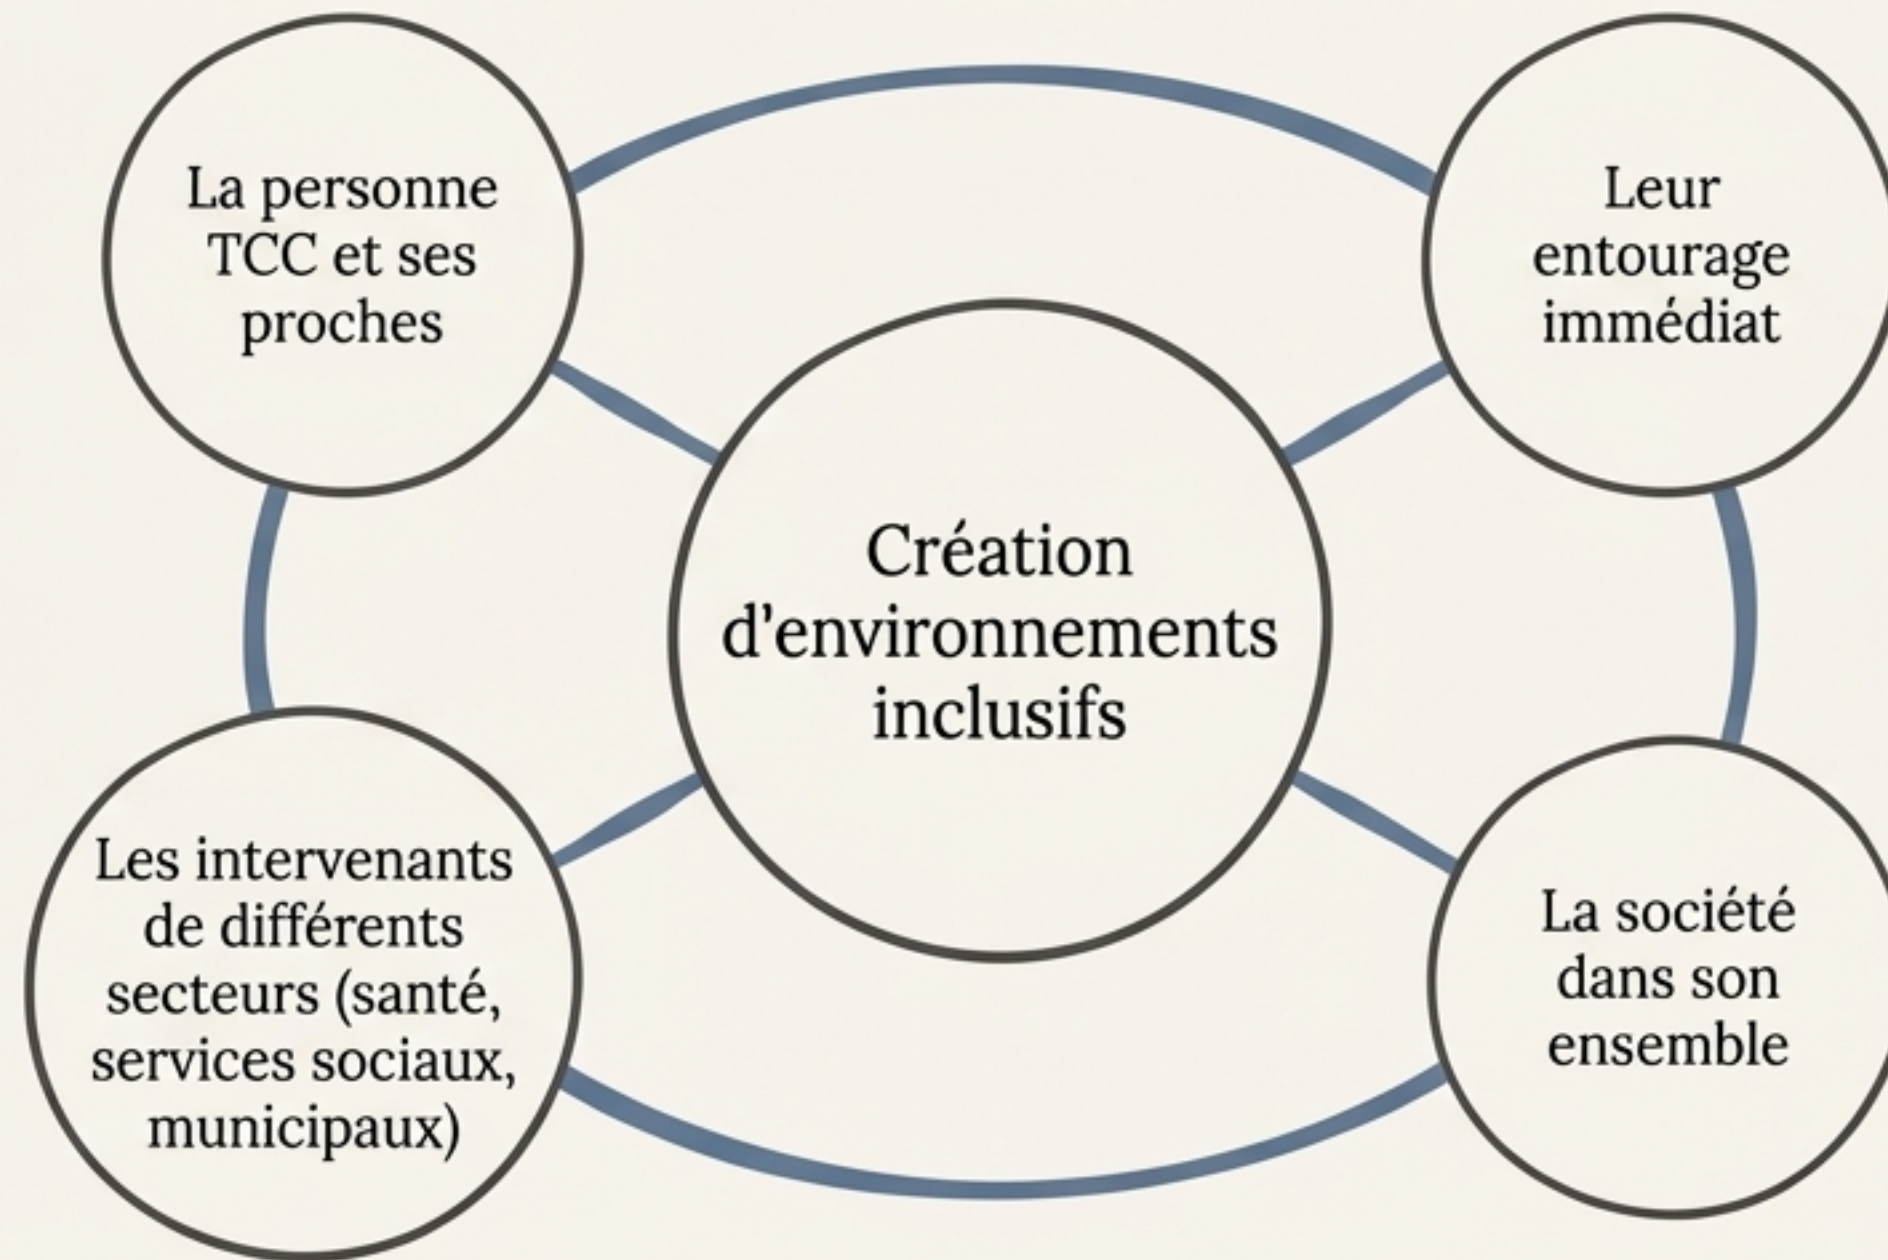 La personne
TCC et ses
proches
Leur
entourage
immédiat
Création
d'environnements
inclusifs
Les intervenants
de différents
secteurs (santé,
services sociaux,
municipaux)
La société
dans son
ensemble